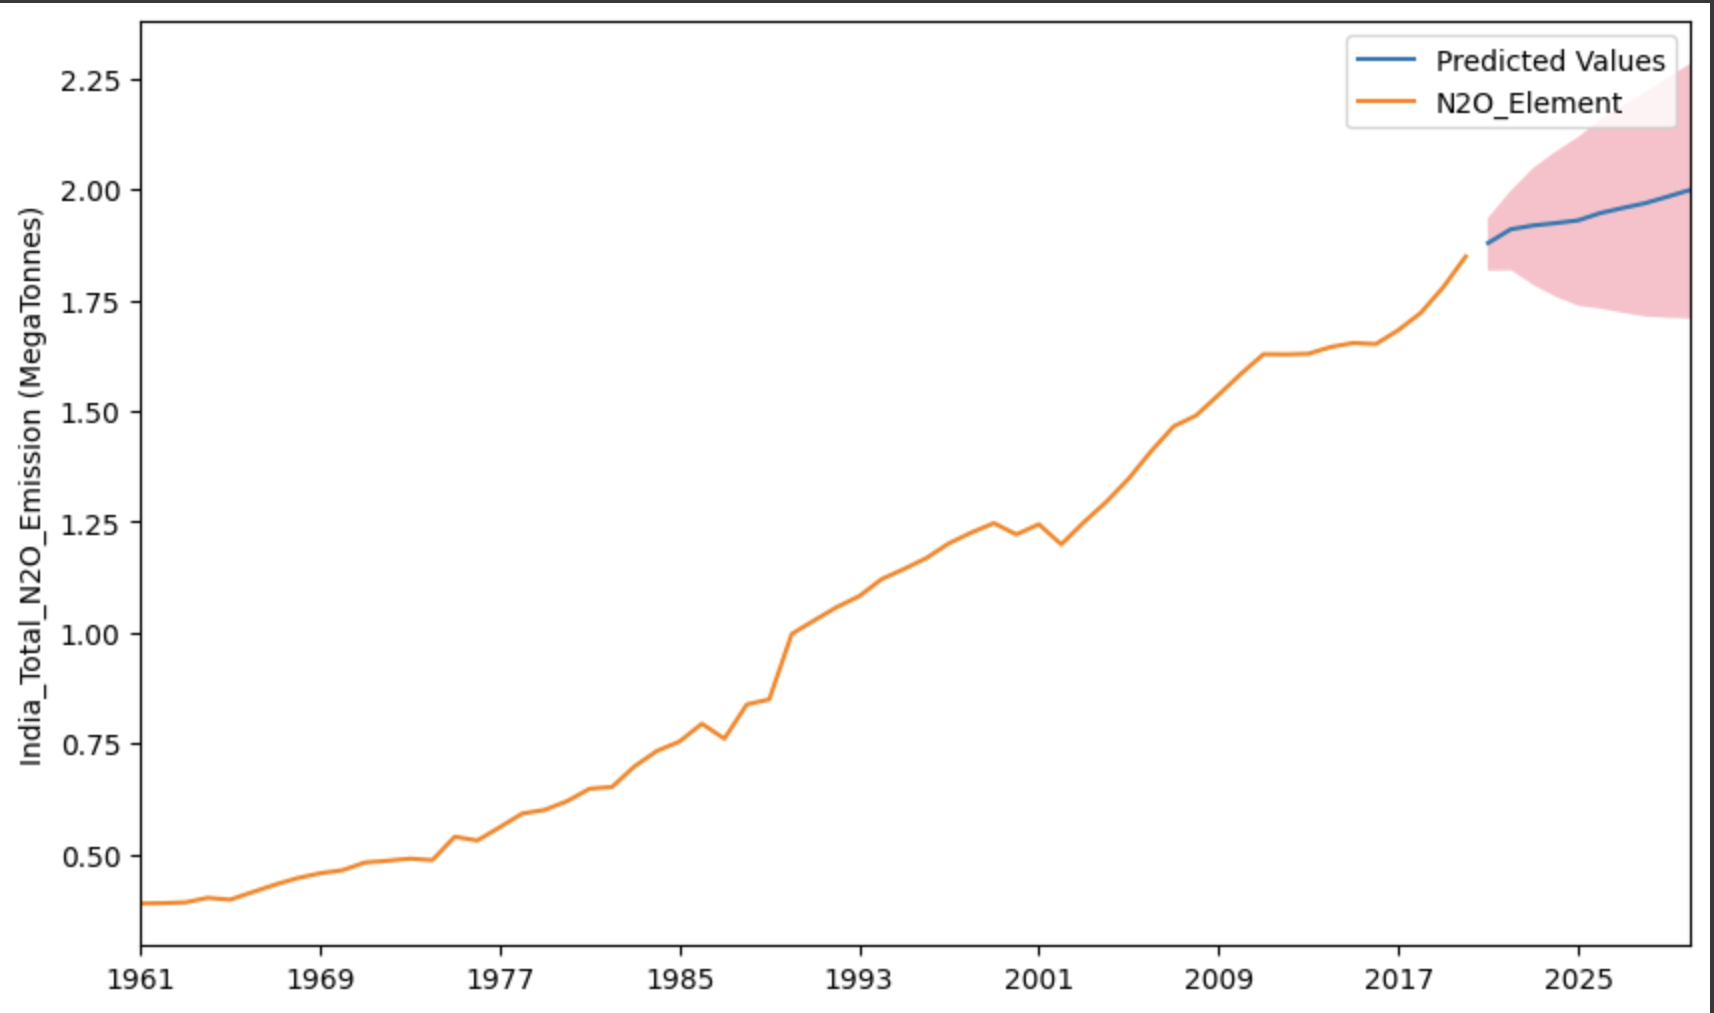 Predicted Values
N2O_Element
India_Total_N2O_Emission (MegaTonnes)
2.25
2.00
1.75
1.50
1.25
1.00
0.75
0.50
1961 1969 1977 1985 1993 2001 2009 2017 2025